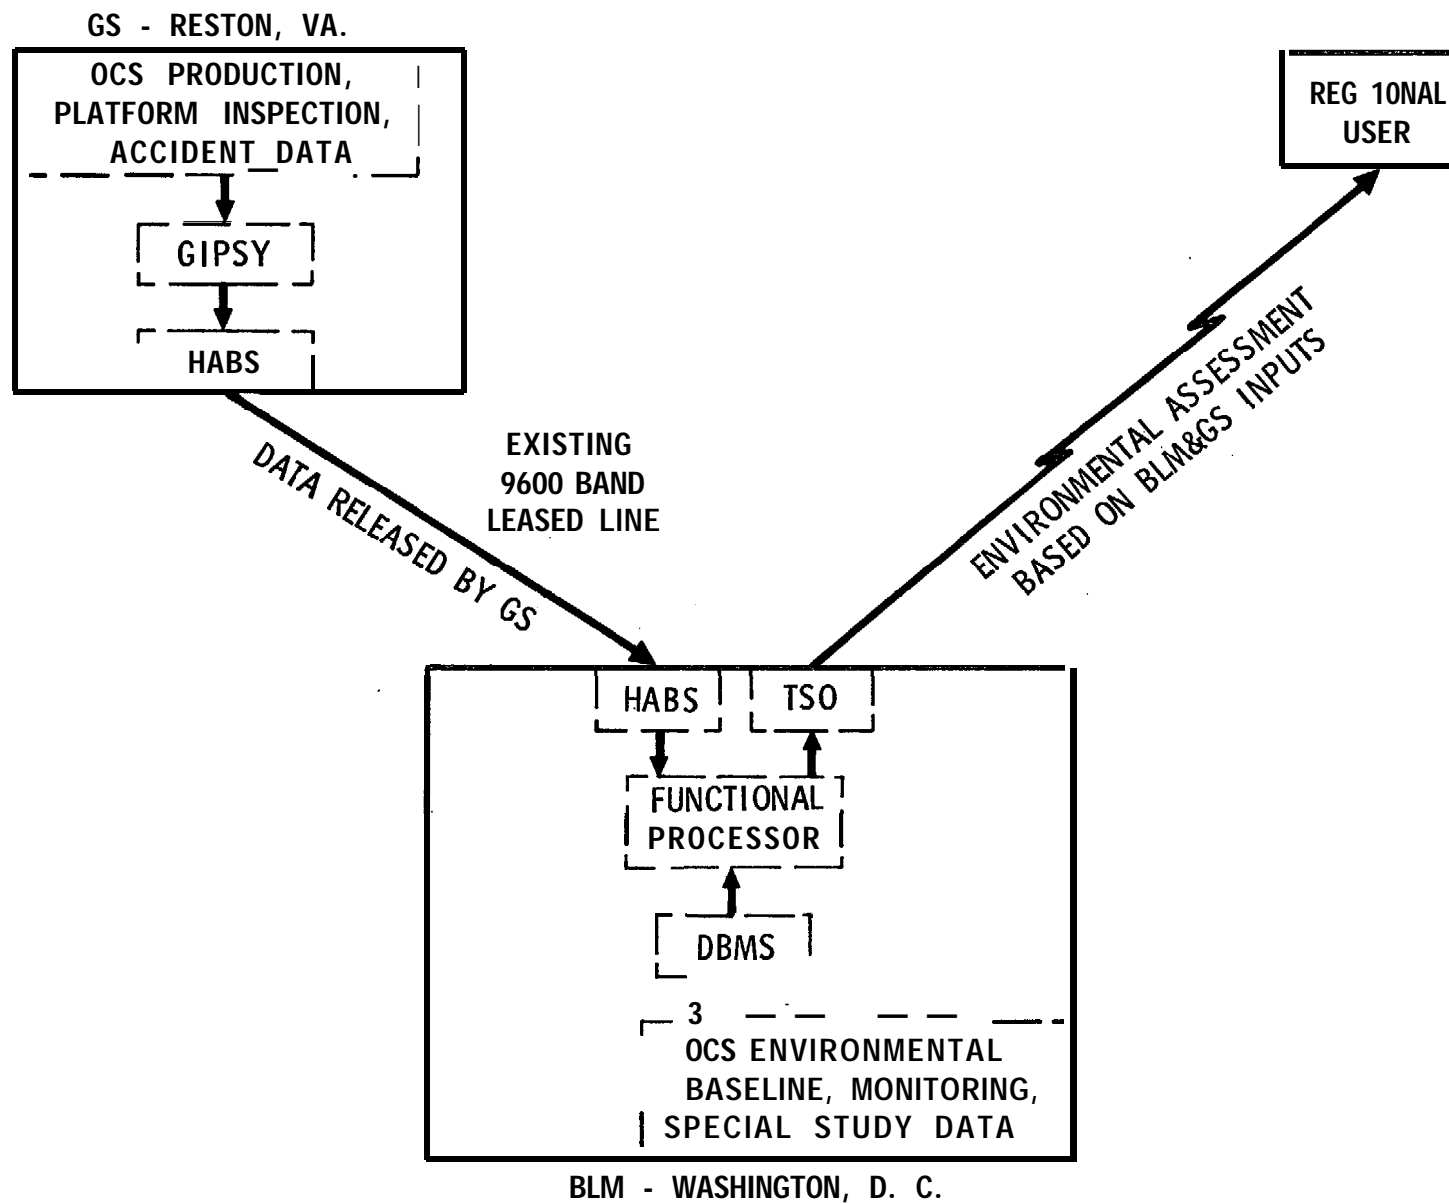 GS - RESTON, VA.
OCS PRODUCTION,
PLATFORM INSPECTION,
ACCIDENT DATA
GIPSY
HABS
REG 10NAL
USER
EXISTING
9600 BAND
LEASED LINE
DATA RELEASED BY GS
ENVIRONMENTAL ASSESSMENT
BASED ON BLM&GS INPUTS
HABS
TSO
FUNCTIONAL
PROCESSOR
DBMS
3
OCS ENVIRONMENTAL
BASELINE, MONITORING,
SPECIAL STUDY DATA
BLM - WASHINGTON, D. C.